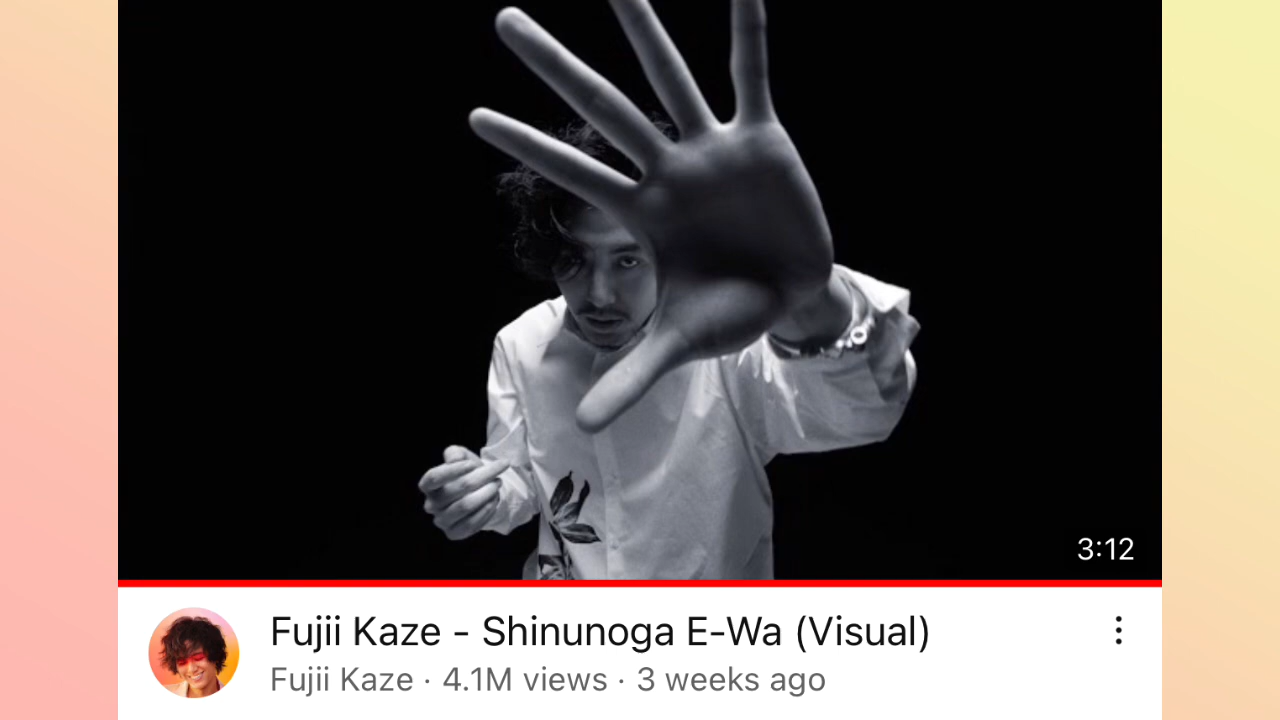 3:12
Fujii Kaze - Shinunoga E-Wa (Visual)
Fujii Kaze · 4.1M views · 3 weeks ago